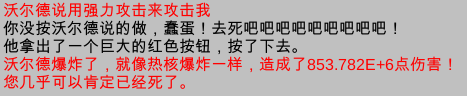 沃尔德说用强力攻击来攻击我
你没按沃尔德说的做，蠢蛋！去死吧吧吧吧吧吧吧吧吧吧！
他拿出了一个巨大的红色按钮，按了下去。
沃尔德爆炸了，就像热核爆炸一样，造成了853.782E+6点伤害！
您几乎可以肯定已经死了。